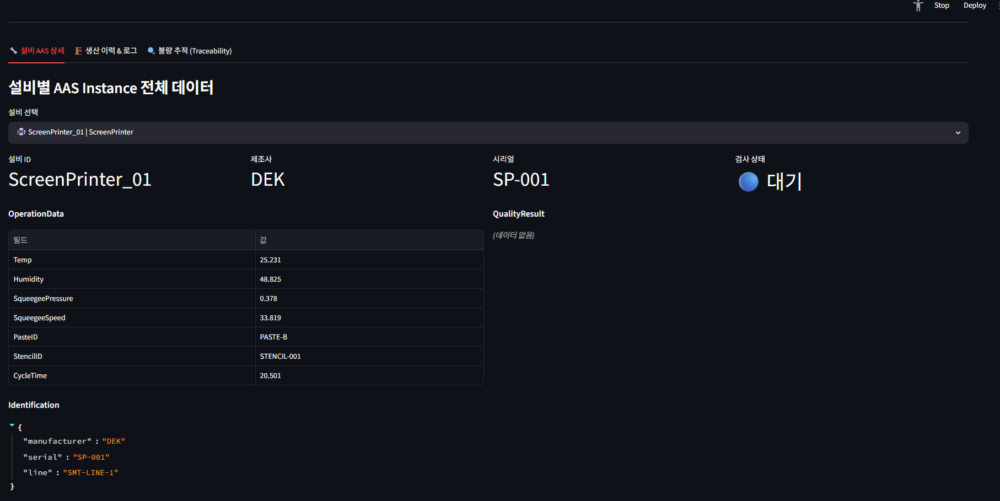 Stop Deploy
설비 AAS 상세 생산 이력 & 로그 불량 추적 (Traceability)
설비별 AAS Instance 전체 데이터
설비 선택
ScreenPrinter_01 | ScreenPrinter
설비 ID 제조사 시리얼 검사 상태
ScreenPrinter_01 DEK SP-001 대기
OperationData QualityResult
필드 값 (데이터 없음)
Temp 25.231
Humidity 48.825
SqueegeePressure 0.378
SqueegeeSpeed 33.819
PasteID PASTE-B
StencilID STENCIL-001
CycleTime 20.501
Identification
{
"manufacturer" : "DEK"
"serial" : "SP-001"
"line" : "SMT-LINE-1"
}